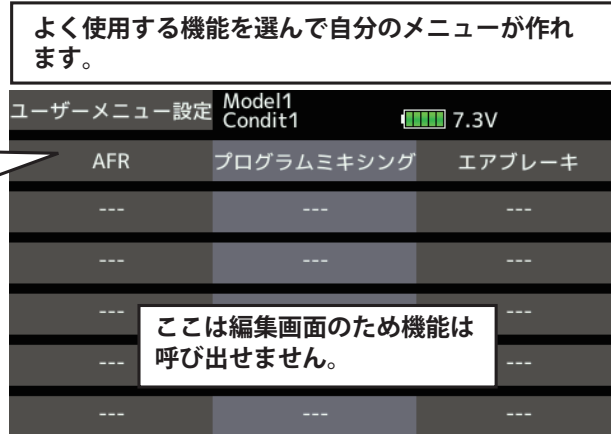 よく使用する機能を選んで自分のメニューが作れ
ます。
ユーザーメニュー設定 Model1
Condit1 7.3V
AFR プログラムミキシング エアブレーキ
--- --- ---
--- --- ---
--- ---
ここは編集画面のため機能は
呼び出せません。
--- ---
--- --- ---